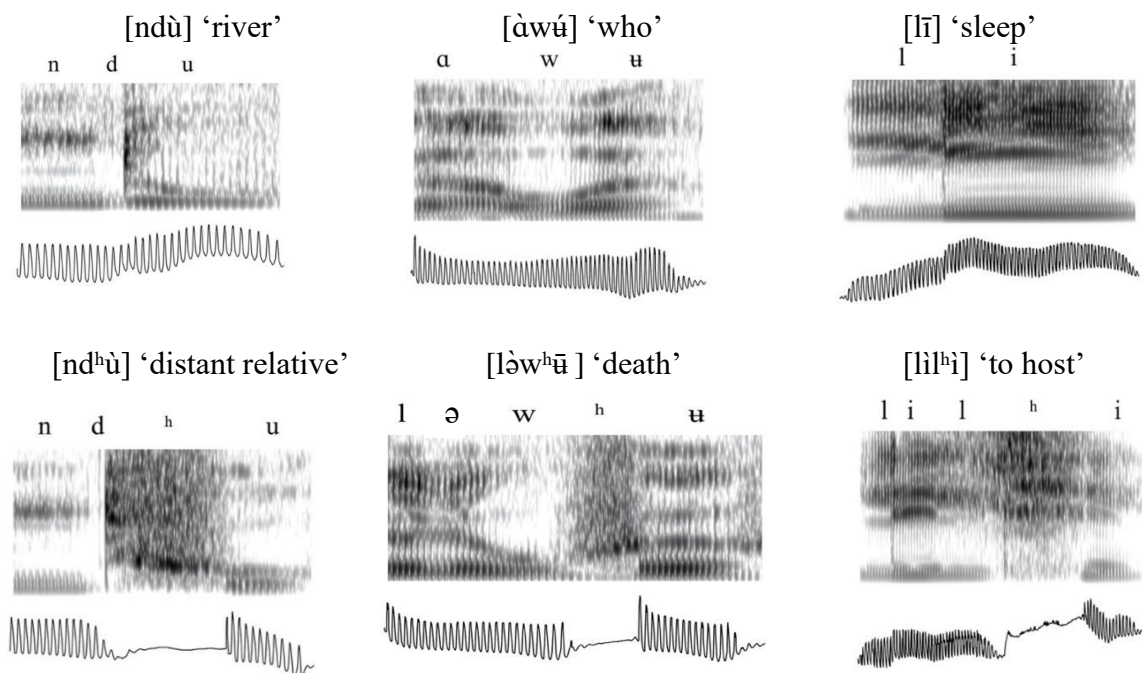 [ndù] ‘river’
[ɑ̀wʉ́] ‘who’
[lī] ‘sleep’
n d u
ɑ w ʉ
l i
[ndʰù] ‘distant relative’
[lə̀wʰʉ̄ ] ‘death’
[lìlʰì] ‘to host’
n d ʰ u
l ə w ʰ ʉ
l i l ʰ i